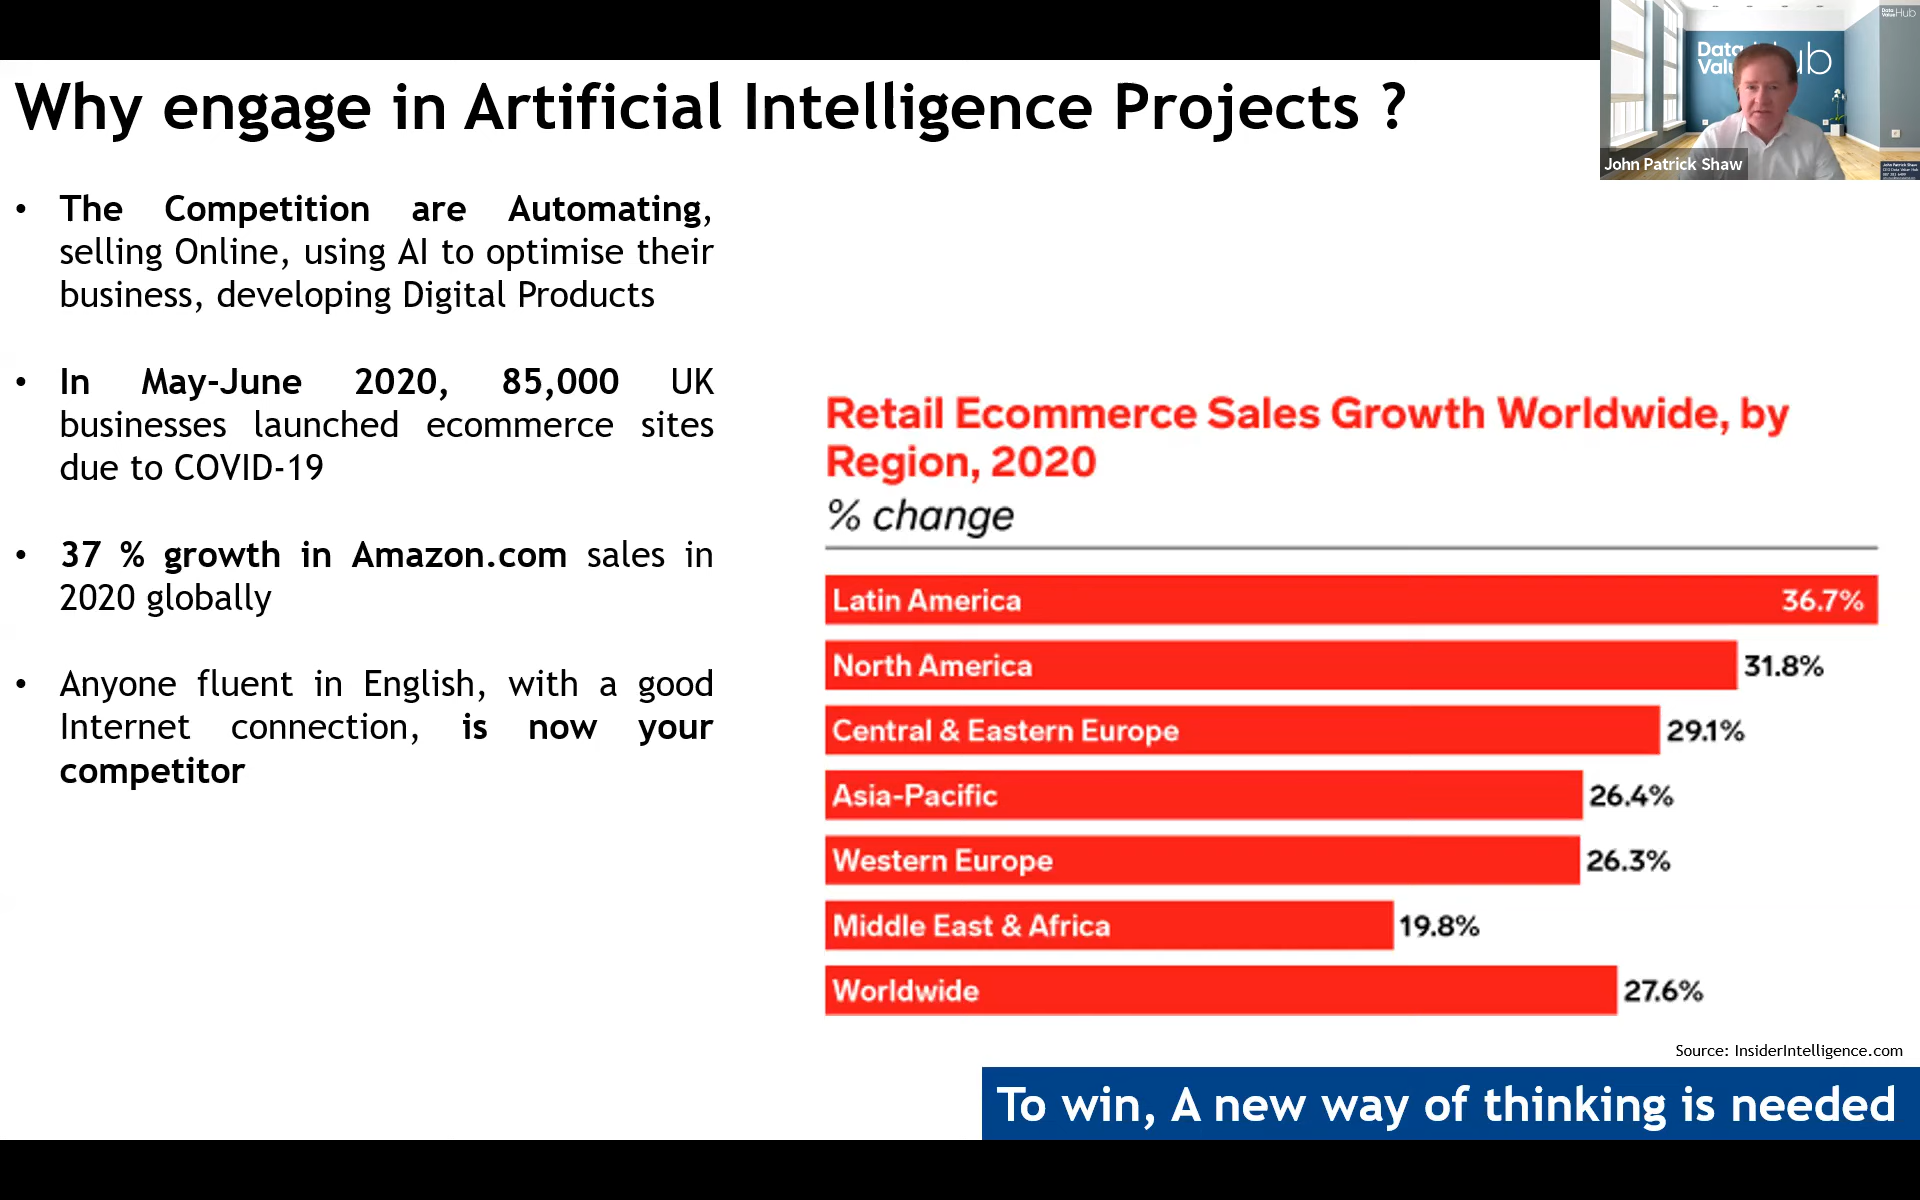 Why engage in Artificial Intelligence Projects ?
• The Competition are Automating,
selling Online, using AI to optimise their
business, developing Digital Products
• In May-June 2020, 85,000 UK
businesses launched ecommerce sites
due to COVID-19
• 37 % growth in Amazon.com sales in
2020 globally
• Anyone fluent in English, with a good
Internet connection, is now your
competitor
Data
Hub
John Patrick Shaw
Retail Ecommerce Sales Growth Worldwide, by
Region, 2020
% change
Latin America 36.7%
North America 31.8%
Central & Eastern Europe 29.1%
Asia-Pacific 26.4%
Western Europe 26.3%
Middle East & Africa 19.8%
Worldwide 27.6%
Source: InsiderIntelligence.com
To win, A new way of thinking is needed